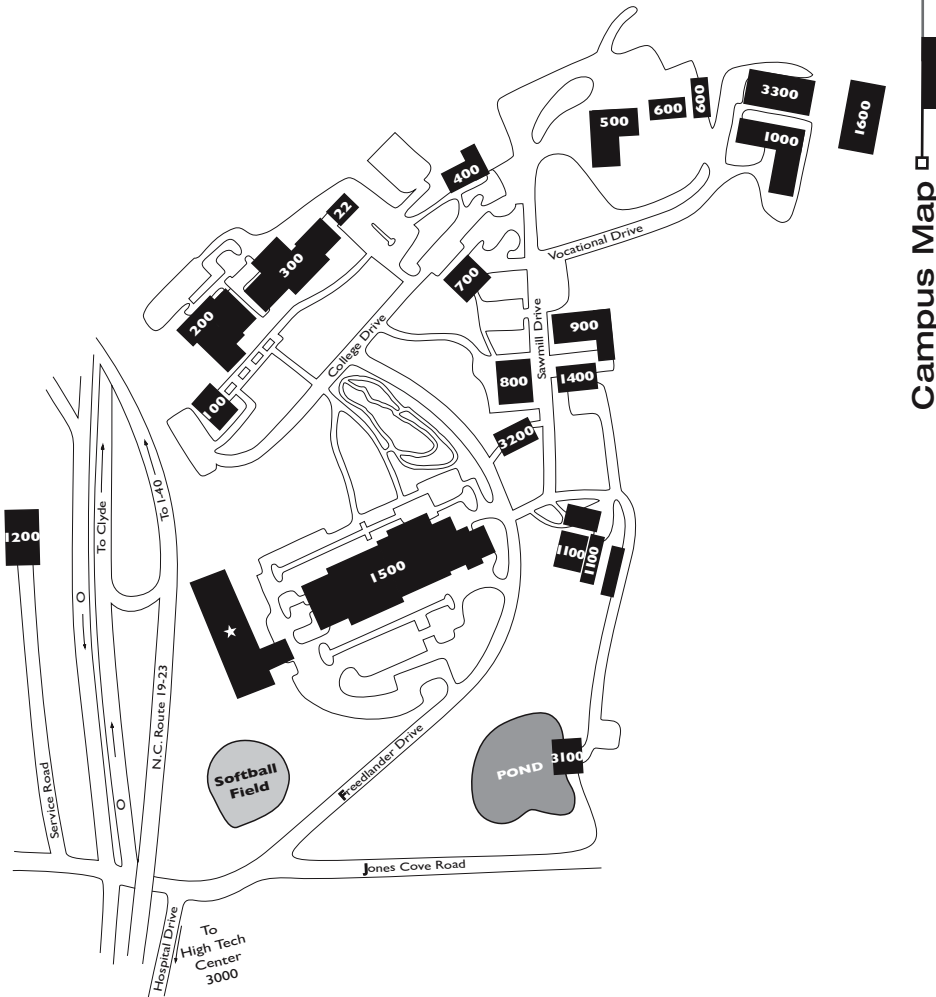 Campus Map
600
600
3300
1600
500
1000
400
22
Vocational Drive
300
700
200
College Drive
Sawmill Drive
900
800
1400
100
3200
To Clyde
To I-40
1200
1100
1100
1500
N.C. Route 19-23
Softball
Field
Freedlander Drive
POND
3100
Service Road
Jones Cove Road
Hospital Drive
To
High Tech
Center
3000